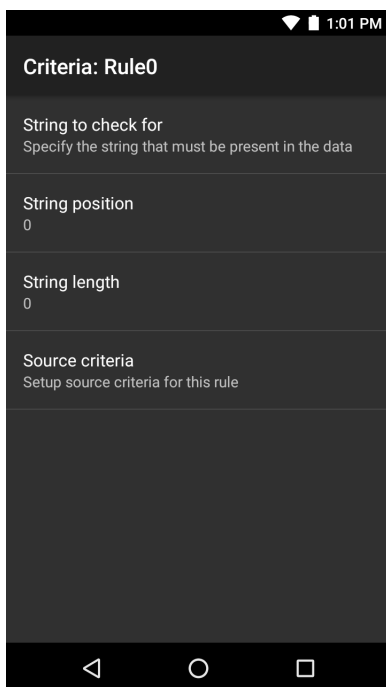 1:01 PM
Criteria: Rule0
String to check for
Specify the string that must be present in the data
String position
0
String length
0
Source criteria
Setup source criteria for this rule